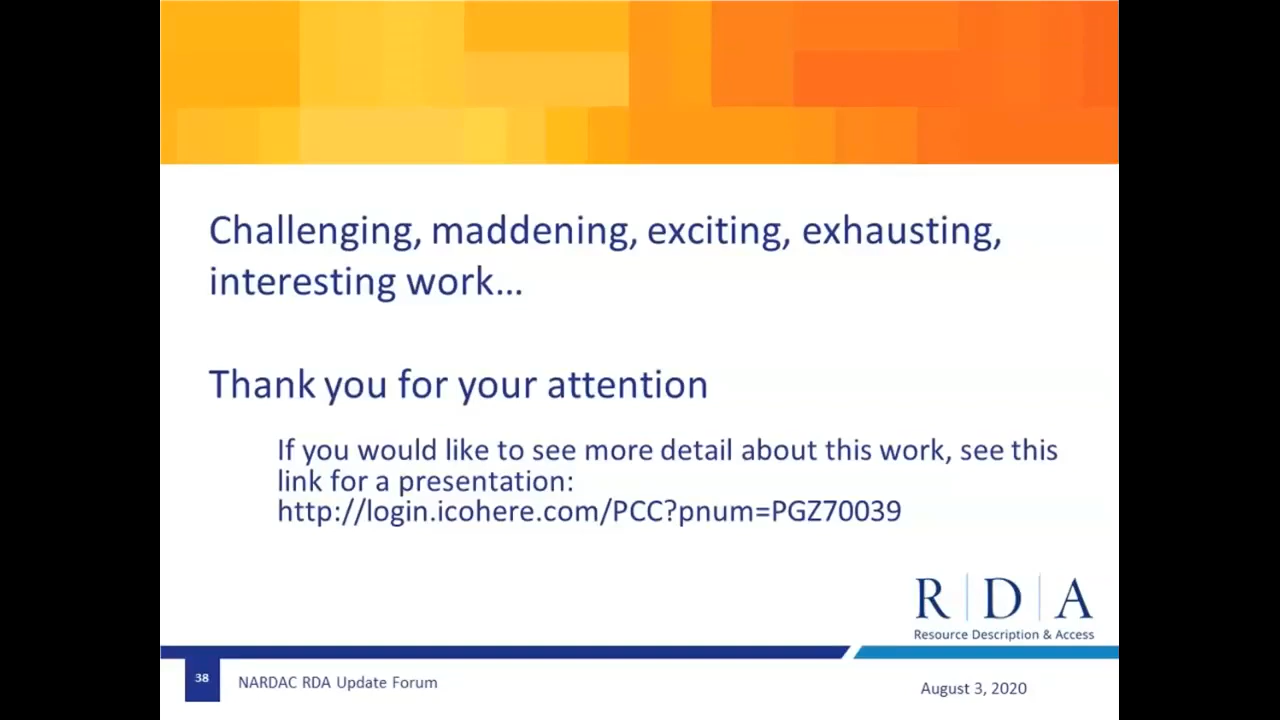 Challenging, maddening, exciting, exhausting,
interesting work...
Thank you for your attention
If you would like to see more detail about this work, see this
link for a presentation:
http://login.icohere.com/PCC?pnum=PGZ70039
R|D|A
Resource Description & Access
38
NARDAC RDA Update Forum
August 3, 2020